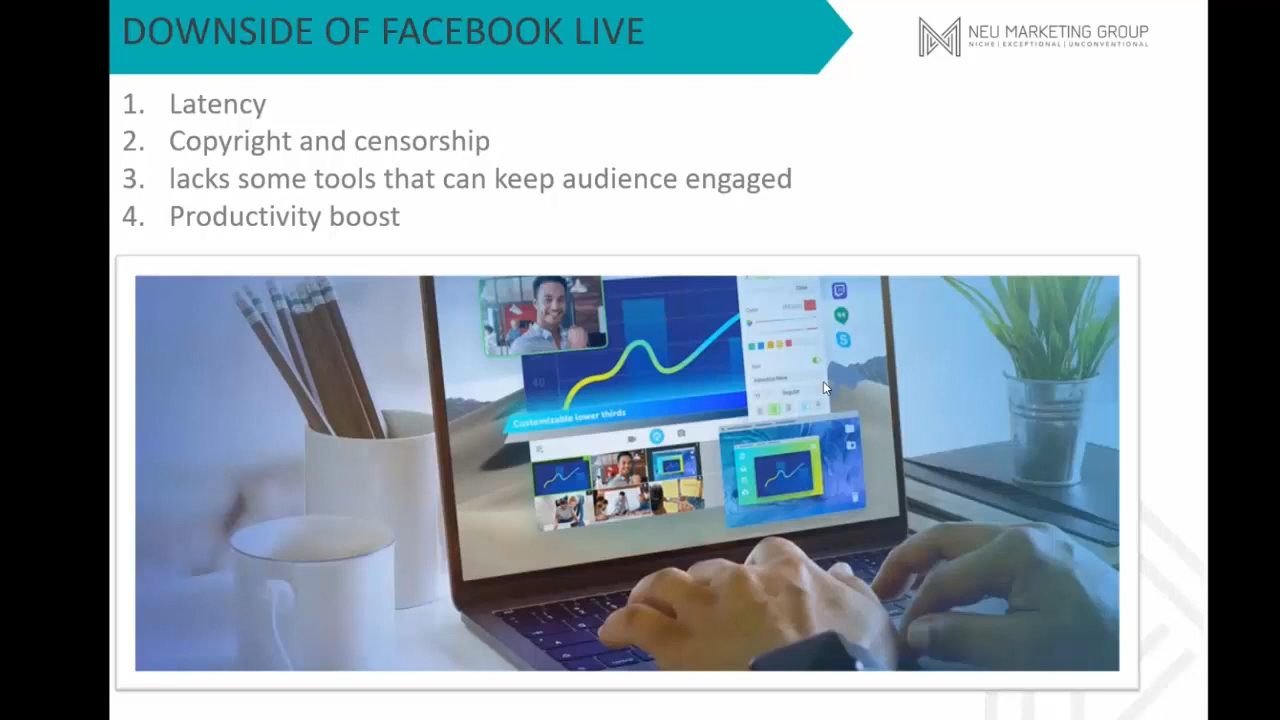 DOWNSIDE OF FACEBOOK LIVE
NEU MARKETING GROUP
NICHE | EXCEPTIONAL | UNCONVENTIONAL
1. Latency
2. Copyright and censorship
3. lacks some tools that can keep audience engaged
4. Productivity boost
40
Customizable lower thirds